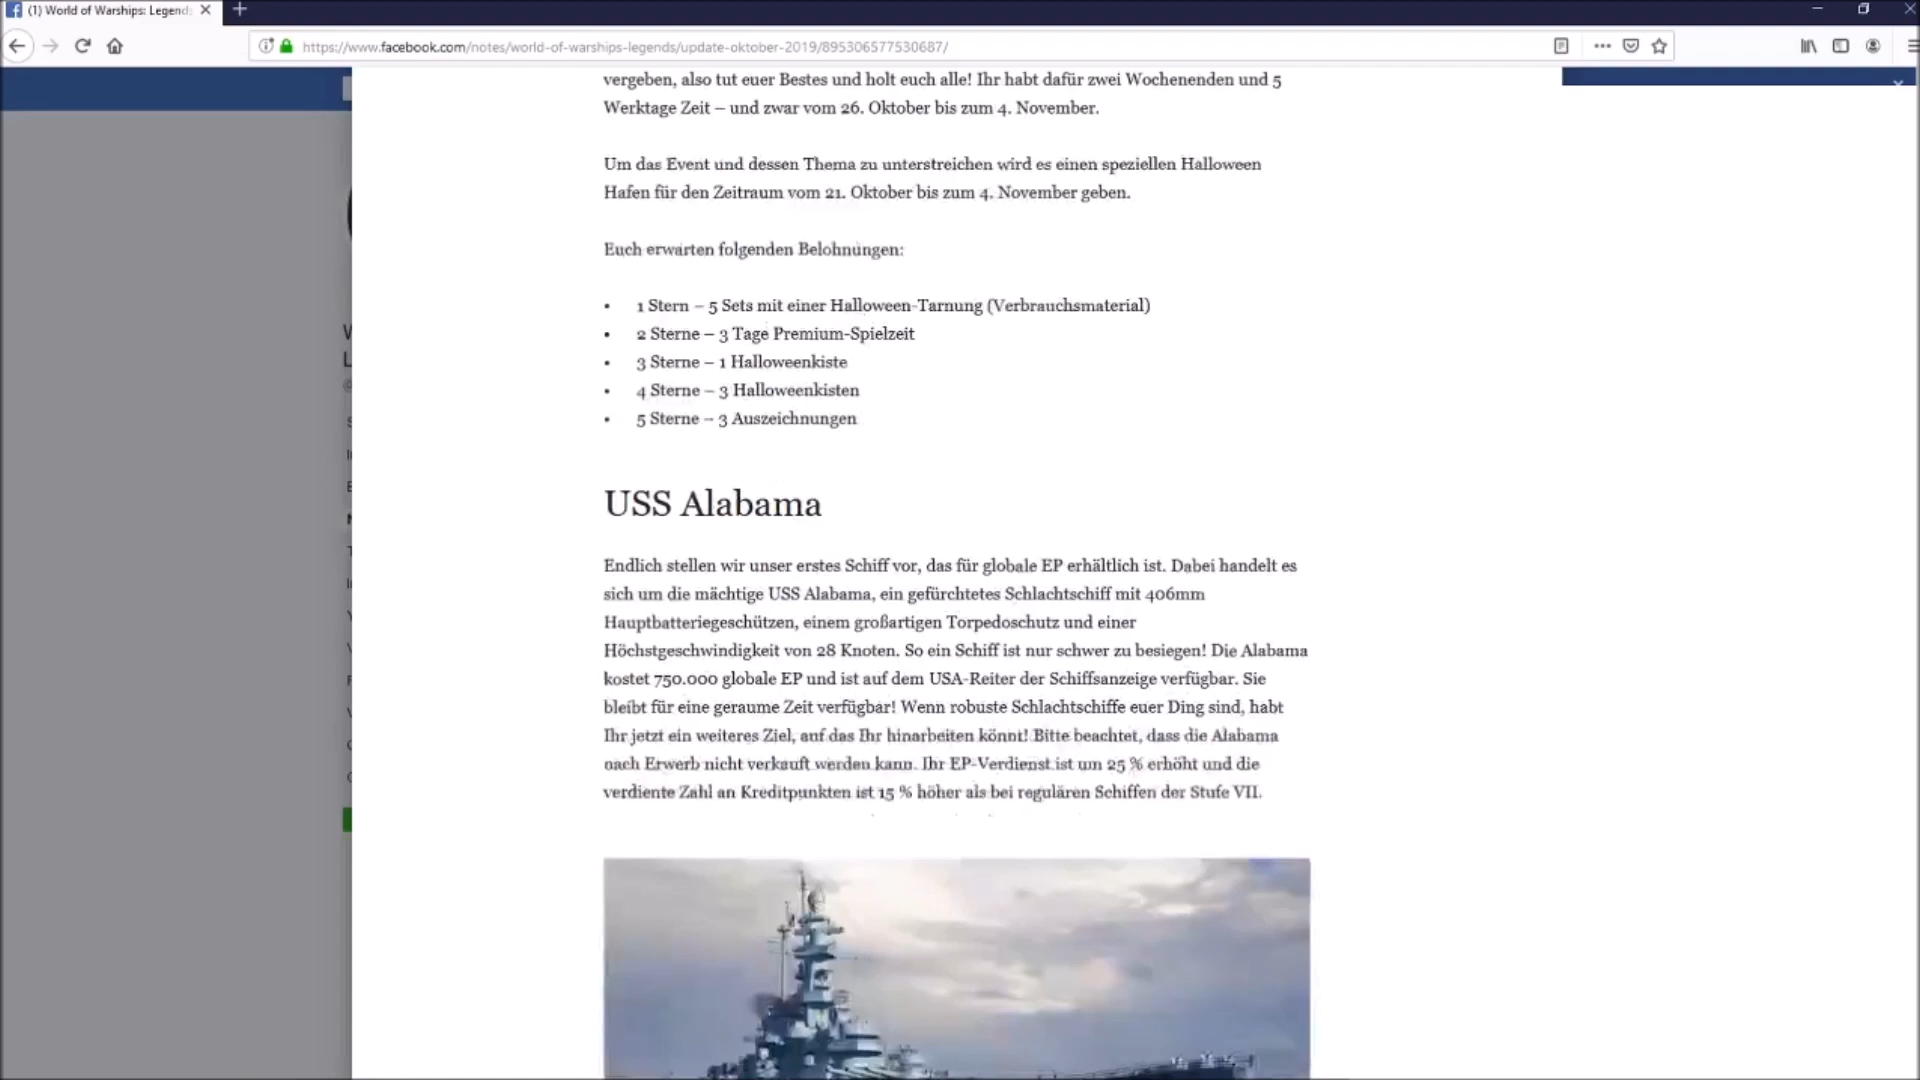 (1) World of Warships: Legends
https://www.facebook.com/notes/world-of-warships-legends/update-oktober-2019/895306577530687/
vergeben, also tut euer Bestes und holt euch alle! Ihr habt dafür zwei Wochenenden und 5
Werktage Zeit – und zwar vom 26. Oktober bis zum 4. November.
Um das Event und dessen Thema zu unterstreichen wird es einen speziellen Halloween
Hafen für den Zeitraum vom 21. Oktober bis zum 4. November geben.
Euch erwarten folgenden Belohnungen:
• 1 Stern – 5 Sets mit einer Halloween-Tarnung (Verbrauchsmaterial)
• 2 Sterne – 3 Tage Premium-Spielzeit
• 3 Sterne – 1 Halloweenkiste
• 4 Sterne – 3 Halloweenkisten
• 5 Sterne – 3 Auszeichnungen
USS Alabama
Endlich stellen wir unser erstes Schiff vor, das für globale EP erhältlich ist. Dabei handelt es
sich um die mächtige USS Alabama, ein gefürchtetes Schlachtschiff mit 406mm
Hauptbatteriegeschützen, einem großartigen Torpedoschutz und einer
Höchstgeschwindigkeit von 28 Knoten. So ein Schiff ist nur schwer zu besiegen! Die Alabama
kostet 750.000 globale EP und ist auf dem USA-Reiter der Schiffsanzeige verfügbar. Sie
bleibt für eine geraume Zeit verfügbar! Wenn robuste Schlachtschiffe euer Ding sind, habt
Ihr jetzt ein weiteres Ziel, auf das Ihr hinarbeiten könnt! Bitte beachtet, dass die Alabama
nach Erwerb nicht verkauft werden kann. Ihr EP-Verdienst ist um 25 % erhöht und die
verdiente Zahl an Kreditpunkten ist 15 % höher als bei regulären Schiffen der Stufe VII.